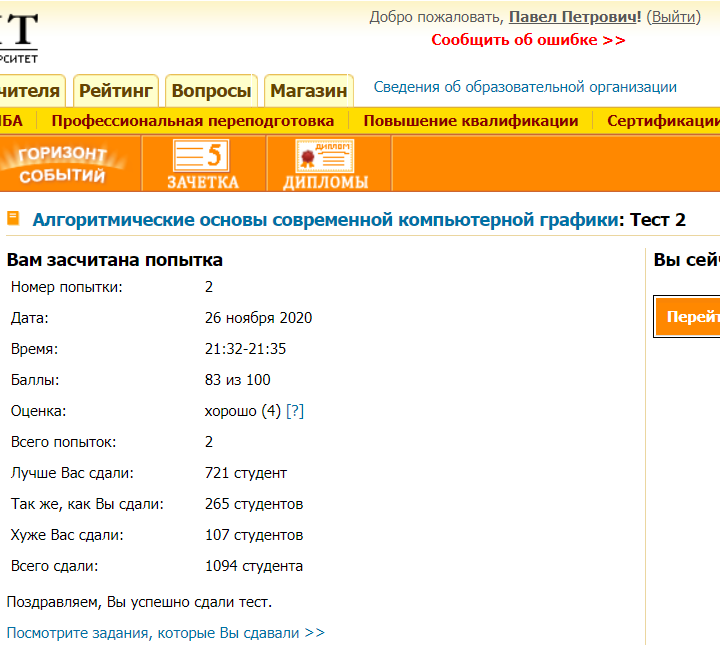 Добро пожаловать, Павел Петрович! (Выйти)
Сообщить об ошибке >>
Рейтинг Вопросы Магазин Сведения об образовательной организации
Профессиональная переподготовка Повышение квалификации
ГОРИЗОНТ
СОБЫТИЙ
5
ЗАЧЕТКА
ДИПЛОМ
ДИПЛОМЫ
Алгоритмические основы современной компьютерной графики: Тест 2
Вам засчитана попытка
Номер попытки: 2
Дата: 26 ноября 2020
Время: 21:32-21:35
Баллы: 83 из 100
Оценка: хорошо (4) [?]
Всего попыток: 2
Лучше Вас сдали: 721 студент
Так же, как Вы сдали: 265 студентов
Хуже Вас сдали: 107 студентов
Всего сдали: 1094 студента
Поздравляем, Вы успешно сдали тест.
Посмотрите задания, которые Вы сдавали >>
Вы